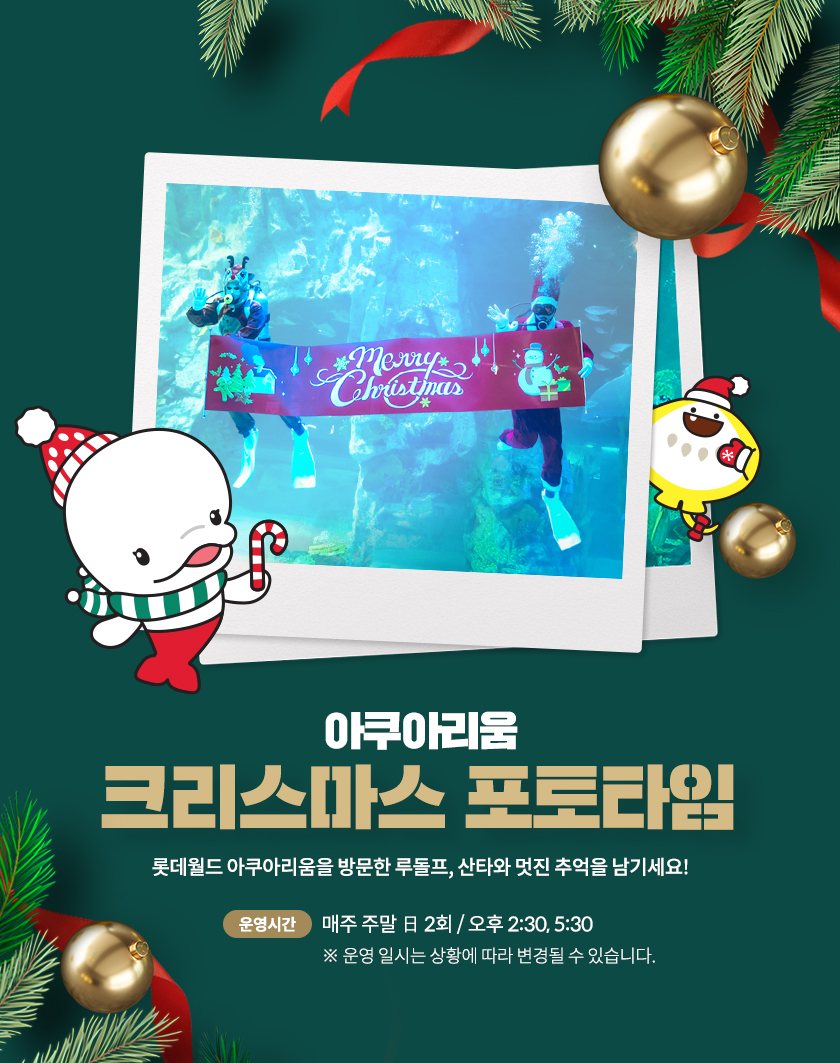 Merry
Christmas
아쿠아리움
크리스마스 포토타임
롯데월드 아쿠아리움을 방문한 루돌프, 산타와 멋진 추억을 남기세요!
운영시간 매주 주말 日 2회 / 오후 2:30, 5:30
※ 운영 일시는 상황에 따라 변경될 수 있습니다.